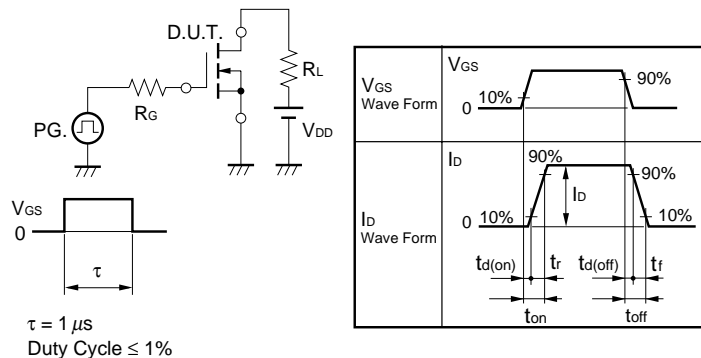 D.U.T.
RL
RG
PG.
VDD
VGS
0
τ
τ = 1 μs
Duty Cycle ≤ 1%
VGS
Wave Form
VGS
10%
0
90%
ID
Wave Form
ID
90%
90%
ID
0
10%
10%
td(on)
tr
td(off)
tf
ton
toff